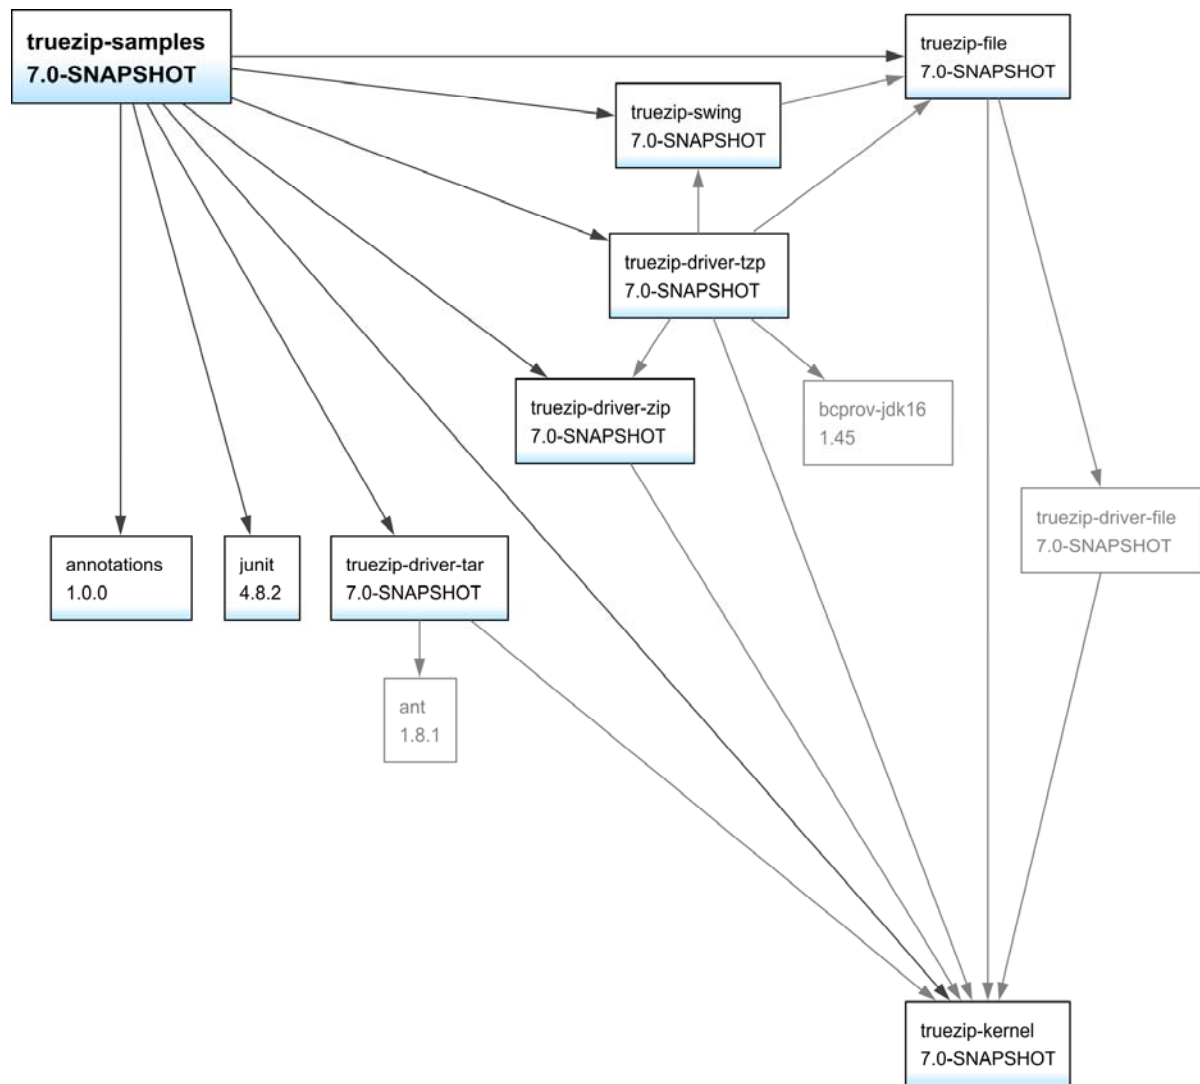 truezip-samples
7.0-SNAPSHOT
truezip-file
7.0-SNAPSHOT
truezip-swing
7.0-SNAPSHOT
truezip-driver-tzp
7.0-SNAPSHOT
truezip-driver-zip
7.0-SNAPSHOT
bcprov-jdk16
1.45
truezip-driver-file
7.0-SNAPSHOT
annotations
1.0.0
junit
4.8.2
truezip-driver-tar
7.0-SNAPSHOT
ant
1.8.1
truezip-kernel
7.0-SNAPSHOT